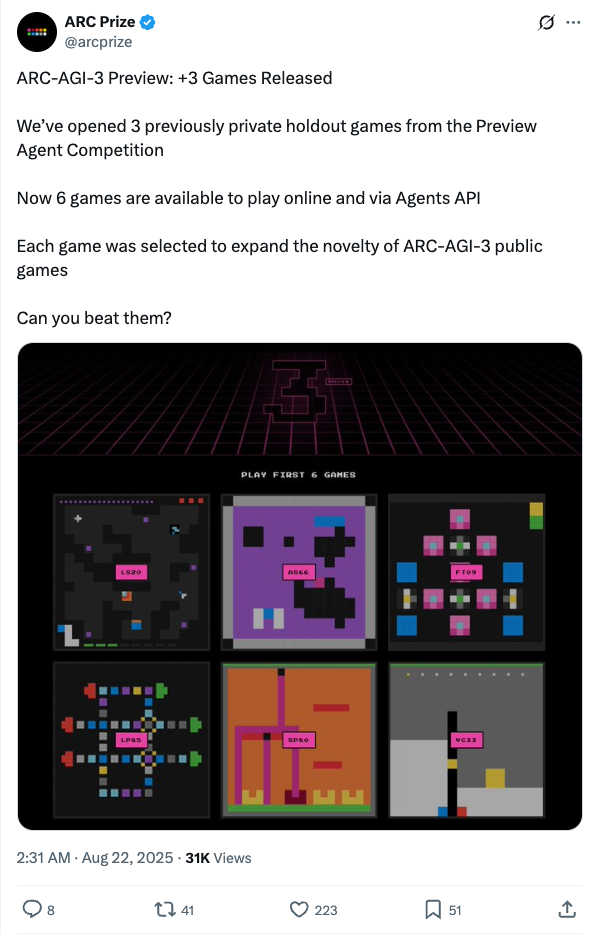 ARC Prize
@arcprize
ARC-AGI-3 Preview: +3 Games Released
We’ve opened 3 previously private holdout games from the Preview
Agent Competition
Now 6 games are available to play online and via Agents API
Each game was selected to expand the novelty of ARC-AGI-3 public
games
Can you beat them?
3
PLAY FIRST 6 GAMES
LS20
AS66
FT09
LP85
SP80
VC33
2:31 AM · Aug 22, 2025 · 31K Views
8
41
223
51